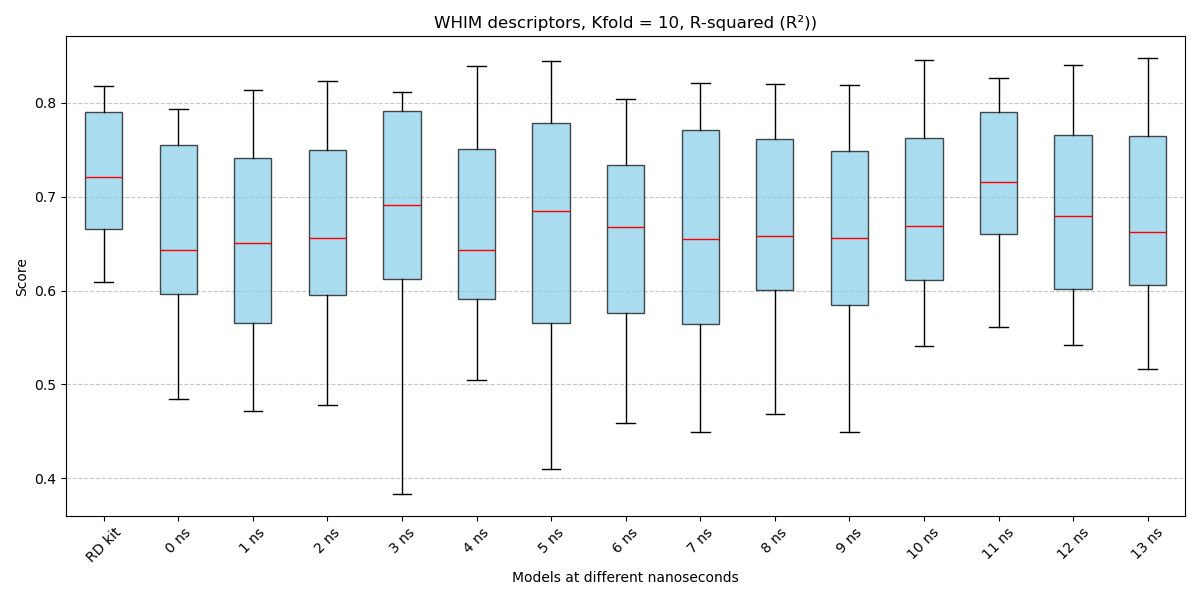 WHIM descriptors, Kfold = 10, R-squared (R²))
Score
0.8
0.7
0.6
0.5
0.4
RD kit
0 ns
1 ns
2 ns
3 ns
4 ns
5 ns
6 ns
7 ns
8 ns
9 ns
10 ns
11 ns
12 ns
13 ns
Models at different nanoseconds